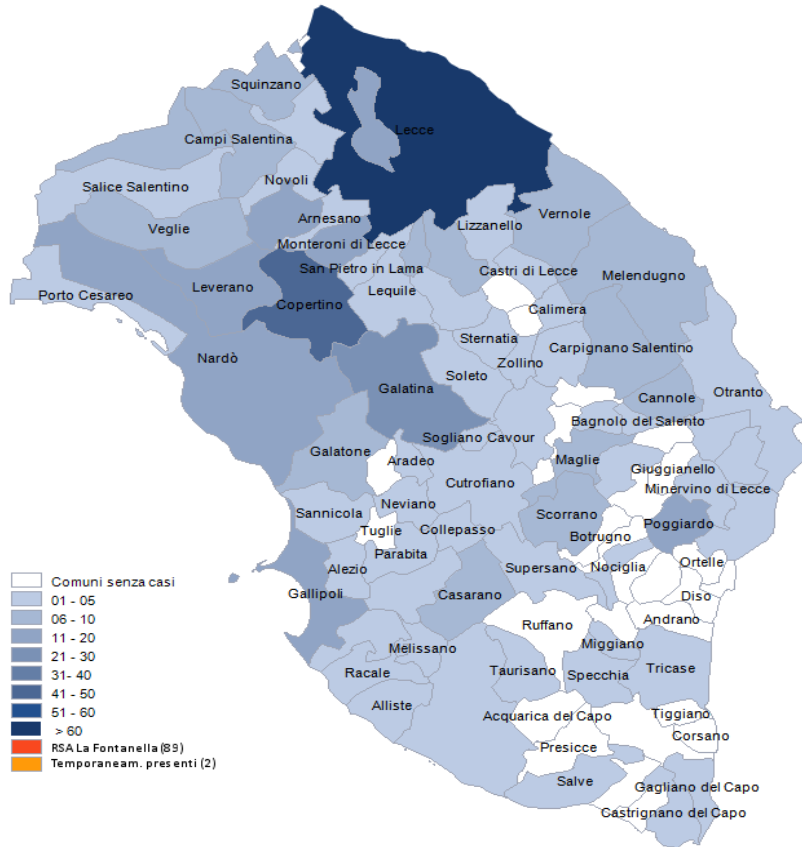 Squinzano
Lecce
Campi Salentina
Novoli
Salice Salentino
Arnesano
Vernole
Lizzanello
Veglie
Monteroni di Lecce
San Pietro in Lama
Castri di Lecce
Melendugno
Leverano
Lequile
Porto Cesareo
Copertino
Calimera
Sternatia
Carpignano Salentino
Nardò
Zollino
Soleto
Galatina
Otranto
Cannole
Bagnolo del Salento
Sogliano Cavour
Galatone
Aradeo
Maglie
Giuggianello
Cutrofiano
Minervino di Lecce
Neviano
Sannicola
Scorrano
Tuglie
Collepasso
Poggiardo
Botrugno
Parabita
Alezio
Supersano
Nociglia
Ortelle
Comuni senza casi
Gallipoli
Casarano
Diso
01 - 05
06 - 10
Ruffano
Andrano
11 - 20
Melissano
Miggiano
21 - 30
Racale
Taurisano
Specchia
Tricase
31- 40
41 - 50
Alliste
51 - 60
Acquarica del Capo
Tiggiano
> 60
Corsano
RSA La Fontanella (89)
Presicce
Temporaneam. presenti (2)
Salve
Gagliano del Capo
Castrignano del Capo